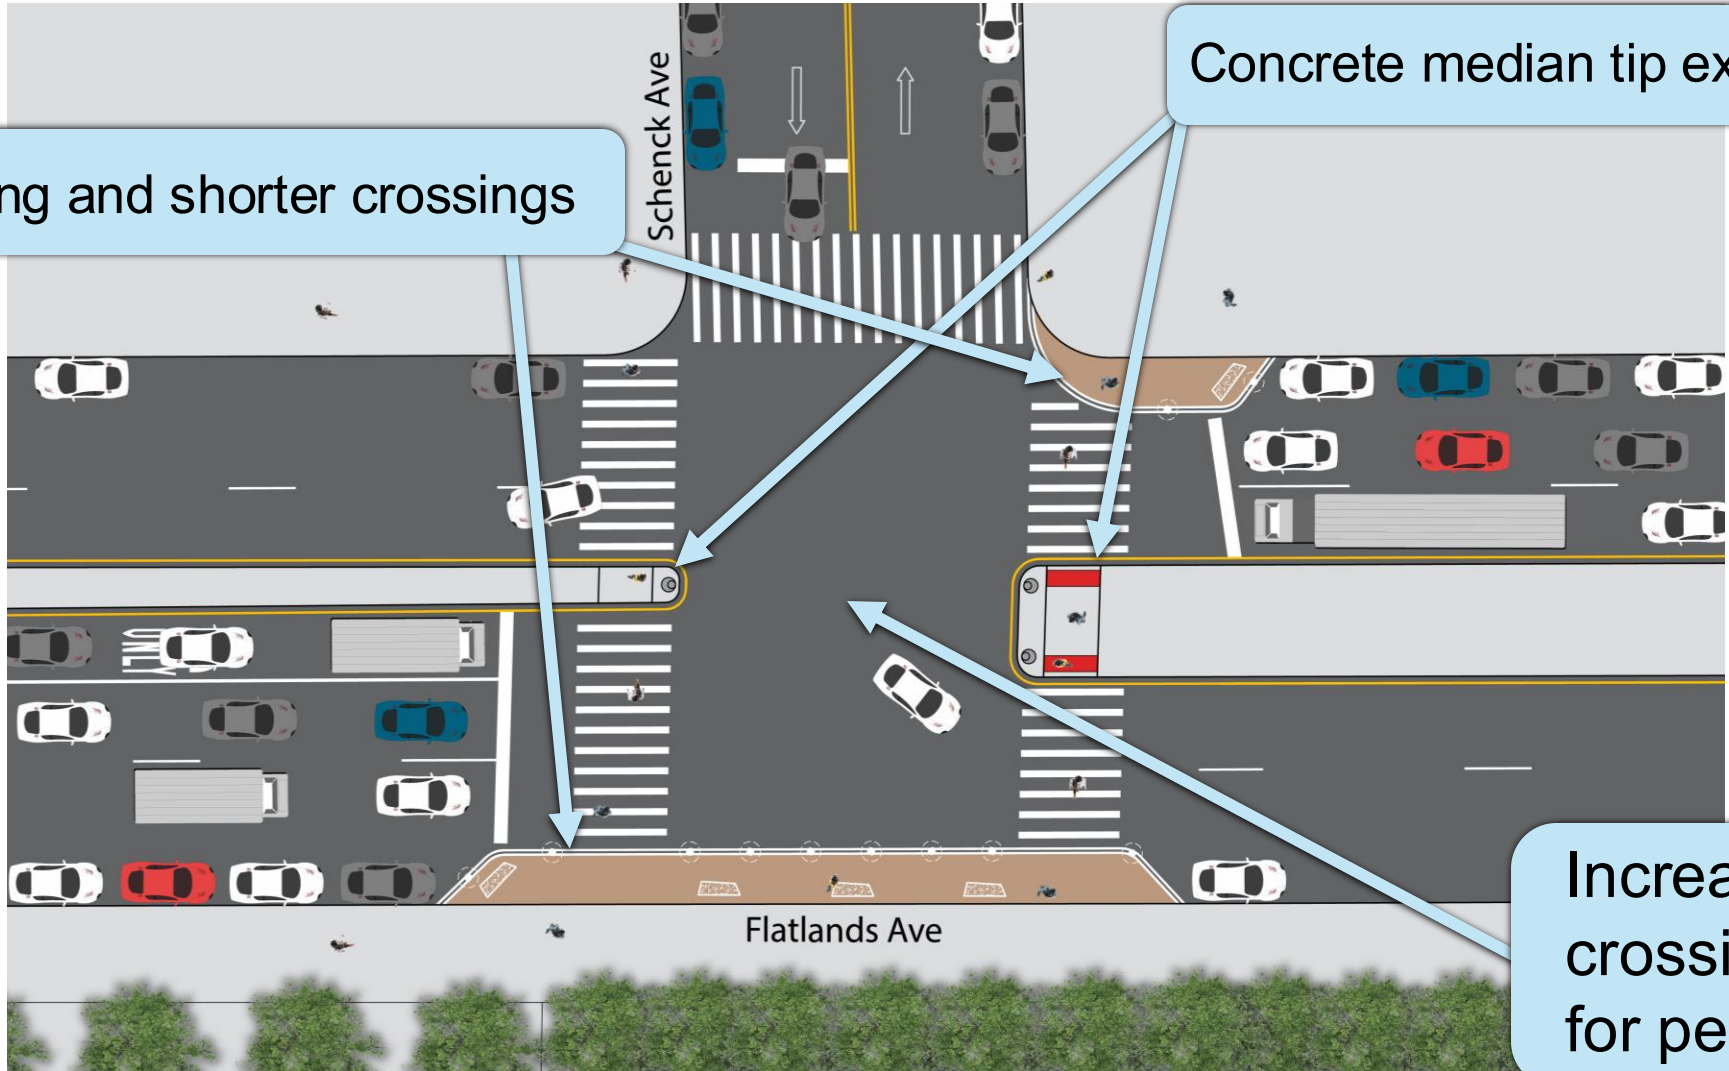 Concrete median tip ex
ng and shorter crossings
Schenck Ave
ONLY
Flatlands Ave
Increa
crossi
for pe